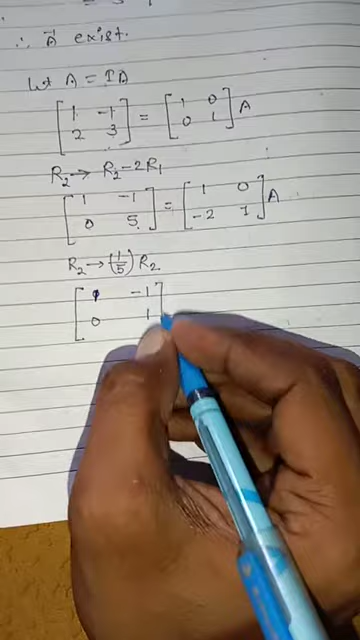 ∴ A⁻¹ exist.
Let A = IA
[1 -1; 2 3] = [1 0; 0 1] A
R₂ → R₂ - 2R₁
[1 -1; 0 5] = [1 0; -2 1] A
R₂ → (1/5) R₂
[1 -1; 0 1]